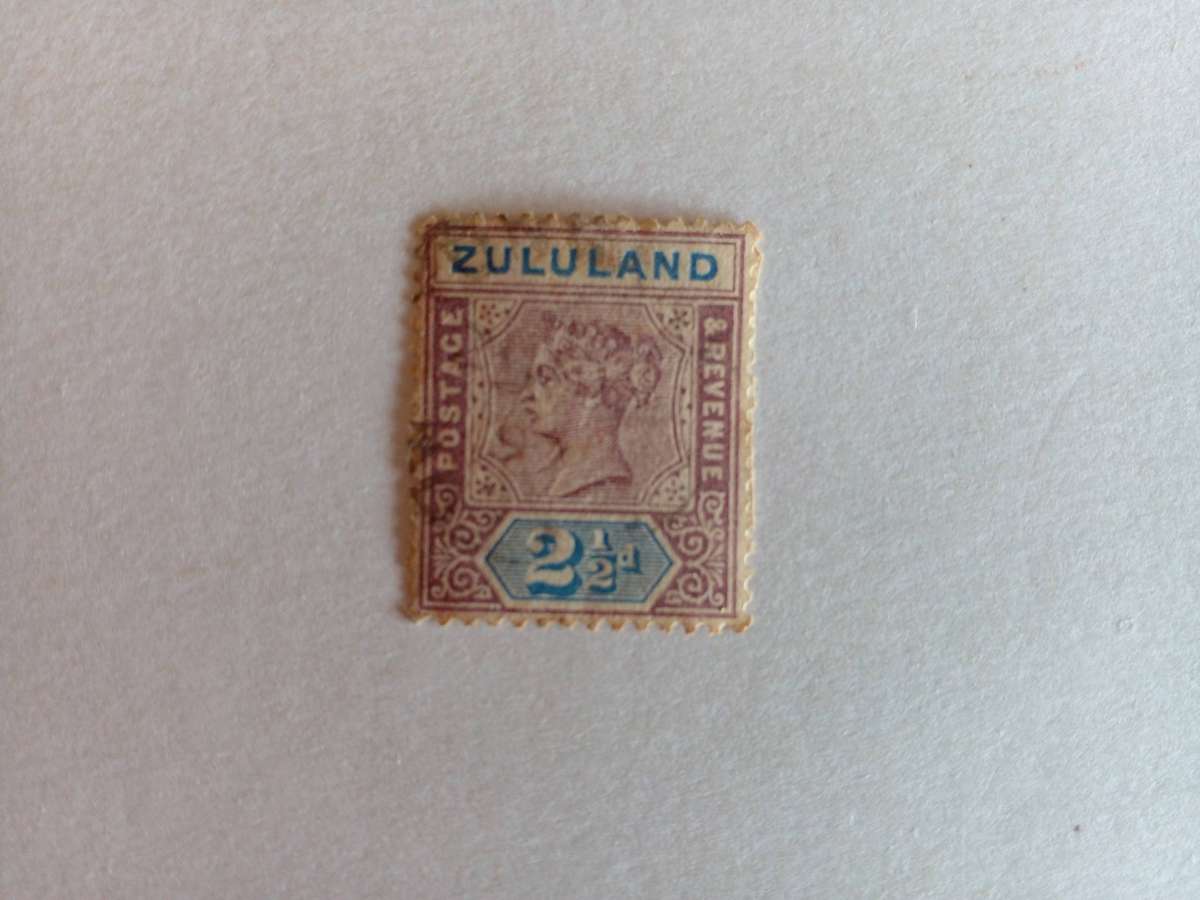 ZULULAND
POSTAGE
& REVENUE
2½d